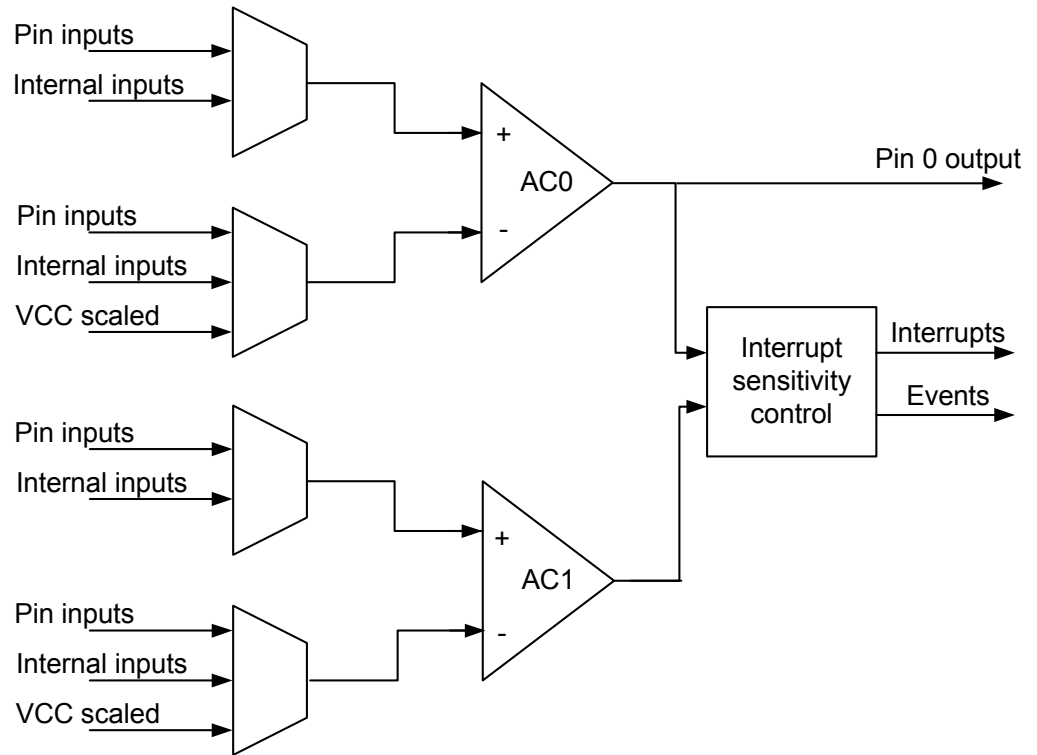 Pin inputs
Internal inputs
+
AC0
-
Pin 0 output
Pin inputs
Internal inputs
VCC scaled
Interrupt
sensitivity
control
Interrupts
Events
Pin inputs
Internal inputs
+
AC1
-
Pin inputs
Internal inputs
VCC scaled